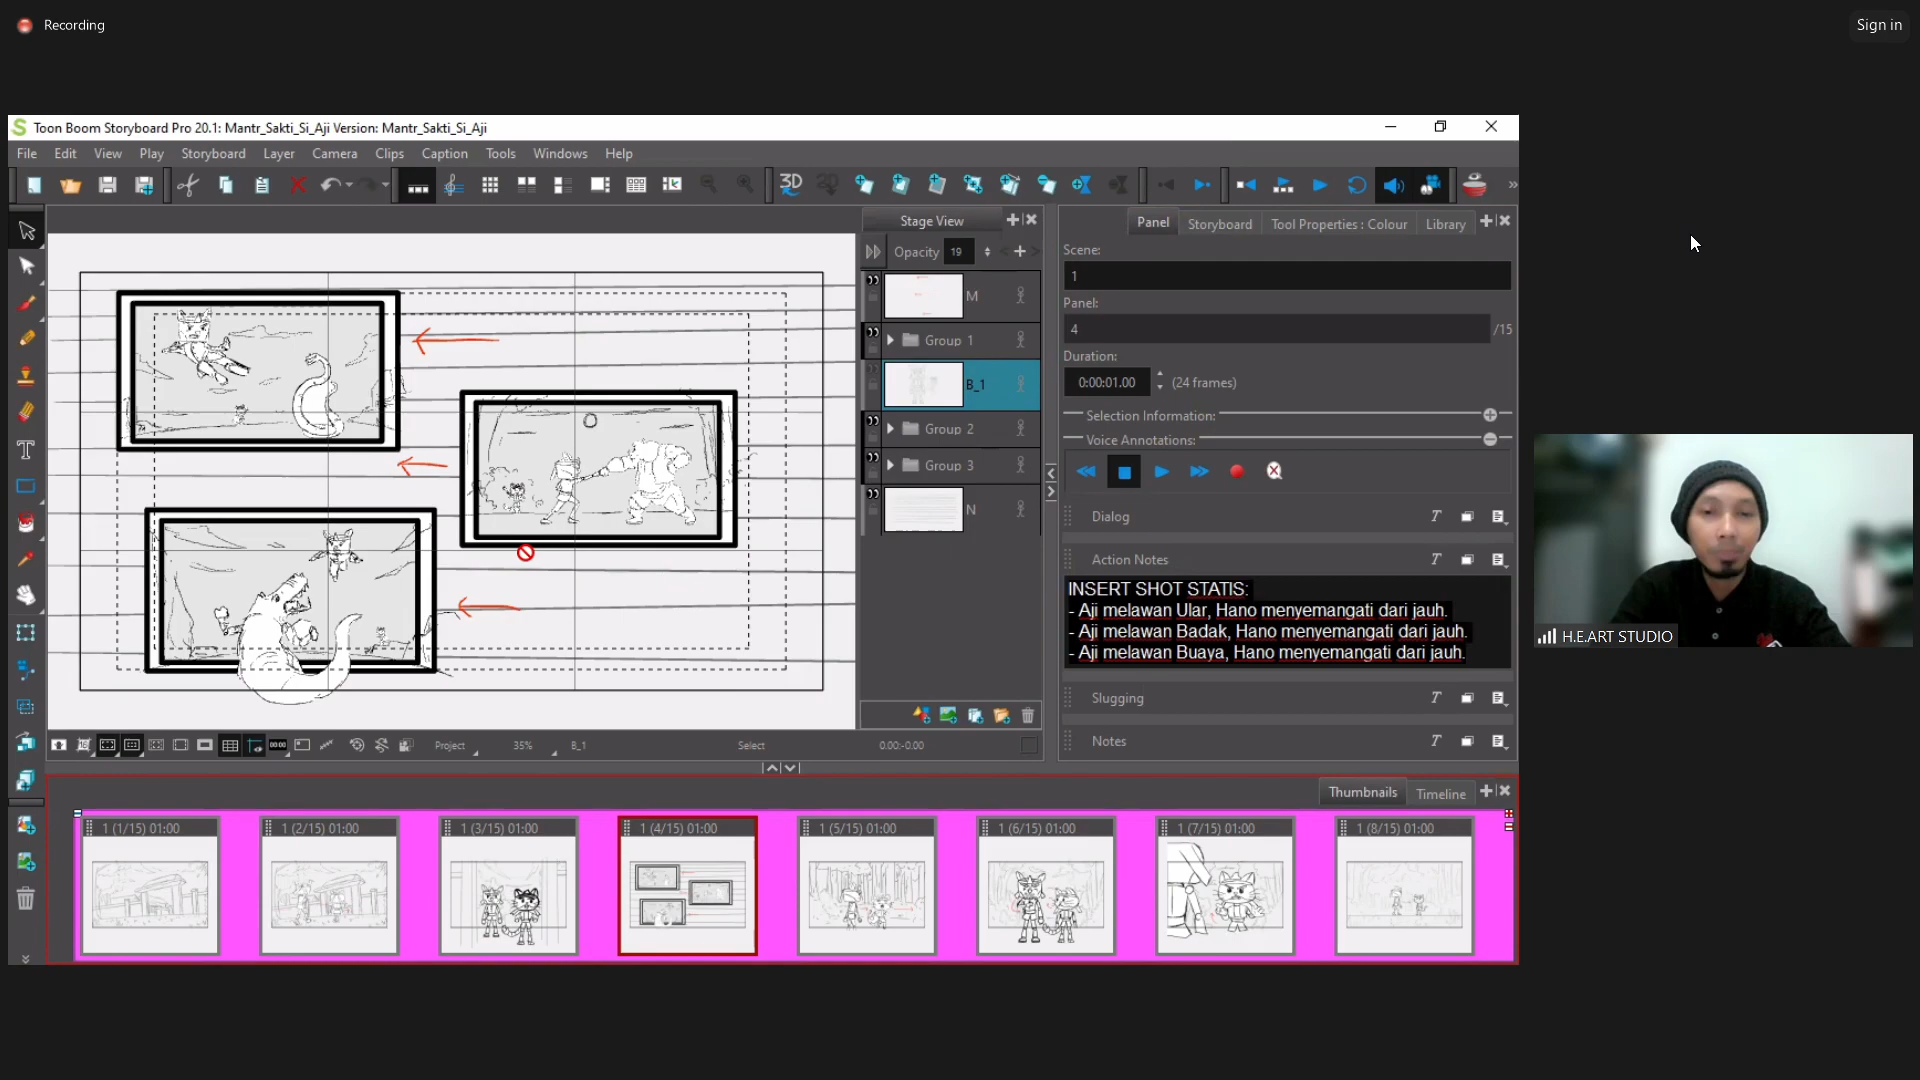 Recording
Sign in
Toon Boom Storyboard Pro 20.1: Mantr_Sakti_Si_Aji Version: Mantr_Sakti_Si_Aji
File Edit View Play Storyboard Layer Camera Clips Caption Tools Windows Help
3D
Stage View
Opacity 19
M
Group 1
B_1
Group 2
Group 3
N
Panel Storyboard Tool Properties : Colour Library
Scene:
1
Panel:
4 /15
Duration:
0:00:01.00 (24 frames)
Selection Information:
Voice Annotations:
Dialog
Action Notes
INSERT SHOT STATIS:
- Aji melawan Ular, Hano menyemangati dari jauh.
- Aji melawan Badak, Hano menyemangati dari jauh.
- Aji melawan Buaya, Hano menyemangati dari jauh.
Slugging
Notes
H.E.ART STUDIO
Project 35% B_1 Select 0.00:-0.00
Thumbnails Timeline
1 (1/15) 01:00
1 (2/15) 01:00
1 (3/15) 01:00
1 (4/15) 01:00
1 (5/15) 01:00
1 (6/15) 01:00
1 (7/15) 01:00
1 (8/15) 01:00